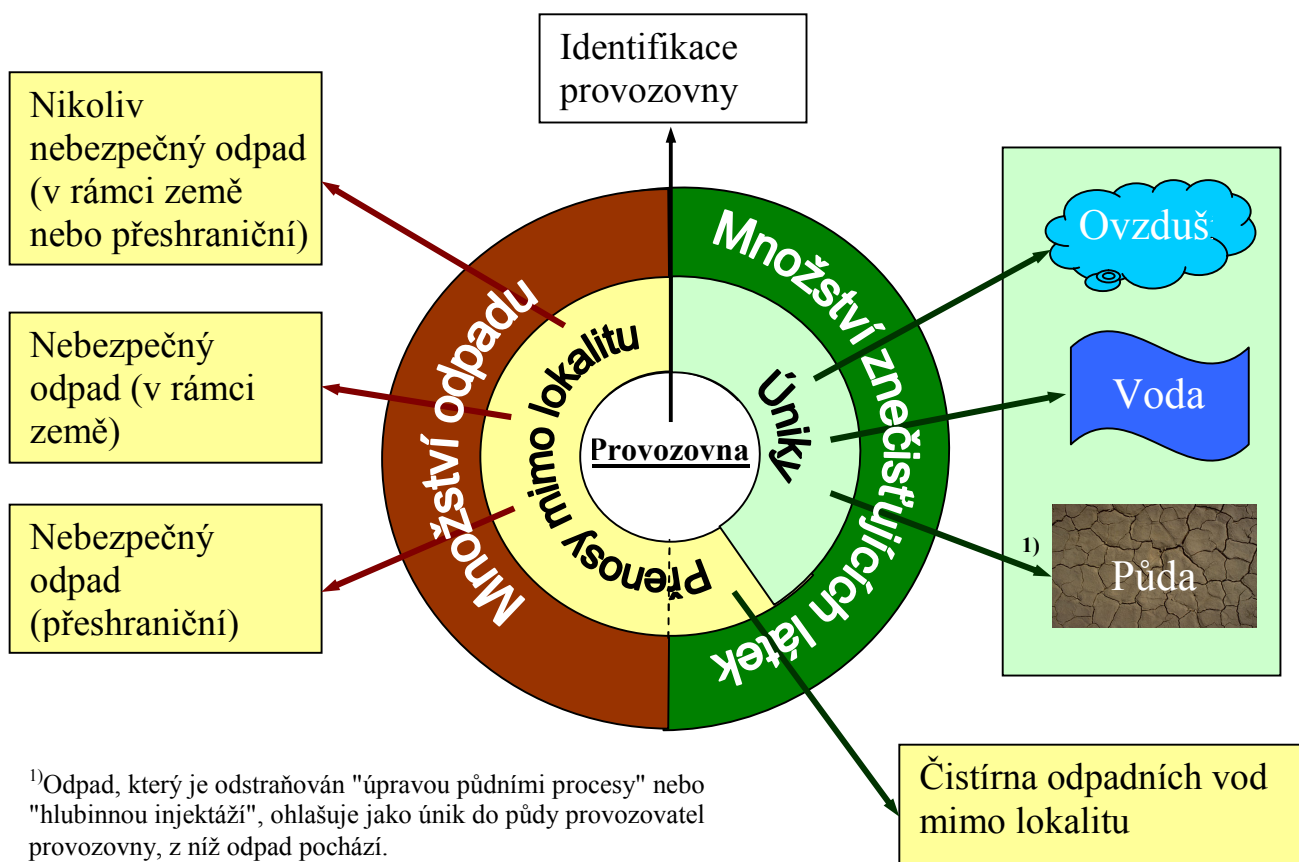 Identifikace
provozovny
Nikoliv
nebezpečný odpad
(v rámci země
nebo přeshraniční)
Nebezpečný
odpad (v rámci
země)
Nebezpečný
odpad
(přeshraniční)
Množství odpadu
Přenosy mimo lokalitu
Provozovna
Úniky
Množství znečistujících látek
Ovzduš
Voda
1)
Půda
Čistírna odpadních vod
mimo lokalitu
1)Odpad, který je odstraňován "úpravou půdními procesy" nebo
"hlubinnou injektáží", ohlašuje jako únik do půdy provozovatel
provozovny, z níž odpad pochází.